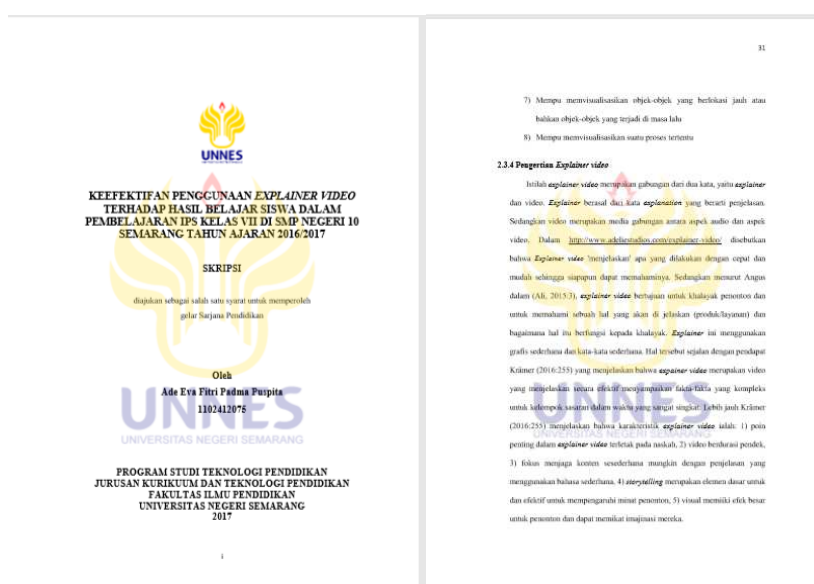 UNNES
KEEFEKTIFAN PENGGUNAAN EXPLAINER VIDEO
TERHADAP HASIL BELAJAR SISWA DALAM
PEMBELAJARAN IPS KELAS VII DI SMP NEGERI 10
SEMARANG TAHUN AJARAN 2016/2017
SKRIPSI
diajukan sebagai salah satu syarat untuk memperoleh
gelar Sarjana Pendidikan
Oleh
Ade Eva Fitri Padma Puspita
1102412075
UNNES
UNIVERSITAS NEGERI SEMARANG
PROGRAM STUDI TEKNOLOGI PENDIDIKAN
JURUSAN KURIKUUM DAN TEKNOLOGI PENDIDIKAN
FAKULTAS ILMU PENDIDIKAN
UNIVERSITAS NEGERI SEMARANG
2017
i
31
7) Mempu memvisualisasikan objek-objek yang berlokasi jauh atau
bahkan objek-objek yang terjadi di masa lalu
8) Mempu memvisualisasikan suatu proses tertentu
2.3.4 Pengertian Explainer video
Istilah explainer video merupakan gabungan dari dua kata, yaitu explainer
dan video. Explainer berasal dari kata explanation yang berarti penjelasan.
Sedangkan video merupakan media gabungan antara aspek audio dan aspek
video. Dalam http://www.adeliestudios.com/explainer-video/ disebutkan
bahwa Explainer video 'menjelaskan' apa yang dilakukan dengan cepat dan
mudah sehingga siapapun dapat memahaminya. Sedangkan menurut Angus
dalam (Ali, 2015:3), explainer video bertujuan untuk khalayak penonton dan
untuk memahami sebuah hal yang akan di jelaskan (produk/layanan) dan
bagaimana hal itu berfungsi kepada khalayak. Explainer ini menggunakan
grafis sederhana dan kata-kata sederhana. Hal tersebut sejalan dengan pendapat
Krämer (2016:255) yang menjelaskan bahwa expainer video merupakan video
yang menjelaskan secara efektif menyampaikan fakta-fakta yang kompleks
untuk kelompok sasaran dalam waktu yang sangat singkat. Lebih jauh Krämer
(2016:255) menjelaskan bahwa karakteristik explainer video ialah: 1) poin
penting dalam explainer video terletak pada naskah, 2) video berdurasi pendek,
3) fokus menjaga konten sesederhana mungkin dengan penjelasan yang
menggunakan bahasa sederhana, 4) storytelling merupakan elemen dasar untuk
dan efektif untuk mempengaruhi minat penonton, 5) visual memiiki efek besar
untuk penonton dan dapat memikat imajinasi mereka.
UNNES
UNIVERSITAS NEGERI SEMARANG